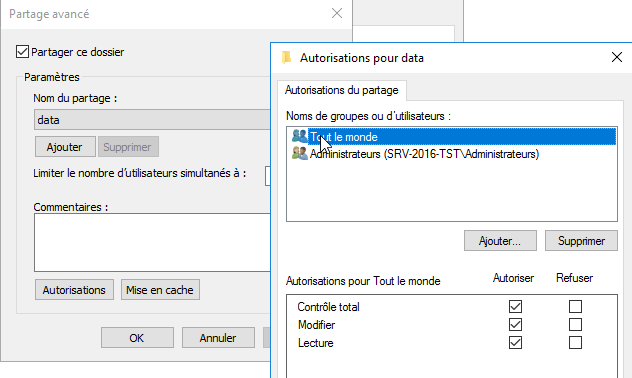 Partage avancé
Partager ce dossier
Paramètres
Nom du partage :
data
Ajouter
Supprimer
Limiter le nombre d'utilisateurs simultanés à :
Commentaires :
Autorisations
Mise en cache
OK
Annuler
Autorisations pour data
Autorisations du partage
Noms de groupes ou d'utilisateurs :
Tout le monde
Administrateurs (SRV-2016-TST\Administrateurs)
Ajouter...
Supprimer
Autorisations pour Tout le monde Autoriser Refuser
Contrôle total
Modifier
Lecture